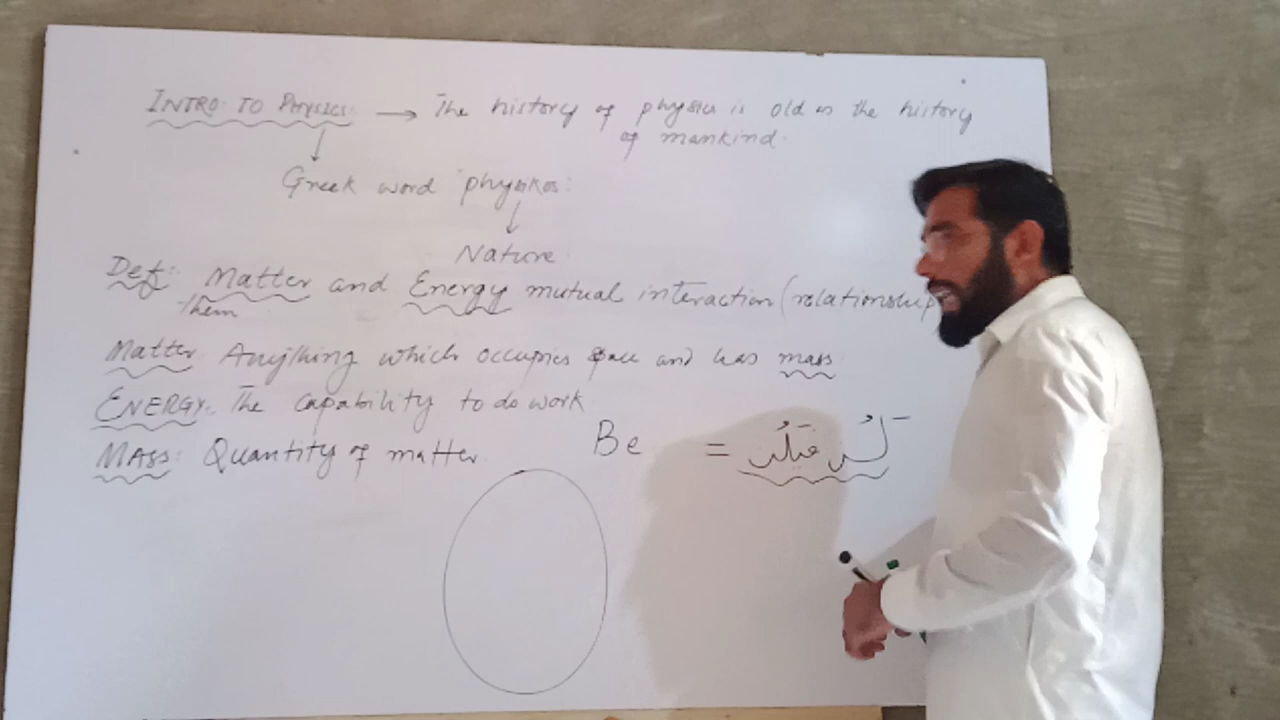 INTRO TO PHYSICS: → The history of physics is old as the history
of mankind.
Greek word "physikos:
Nature
Def: Matter and Energy mutual interaction (relationship
Them
Matter: Anything which occupies space and has mass.
ENERGY: The capability to do work
MASS: Quantity of matter.
Be =